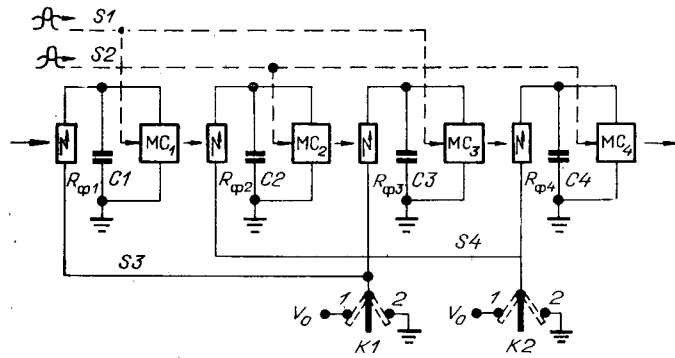 S1
S2
MC1 MC2 MC3 MC4
Rф1 C1 Rф2 C2 Rф3 C3 Rф4 C4
S3 S4
V0 1 2 V0 1 2
K1 K2